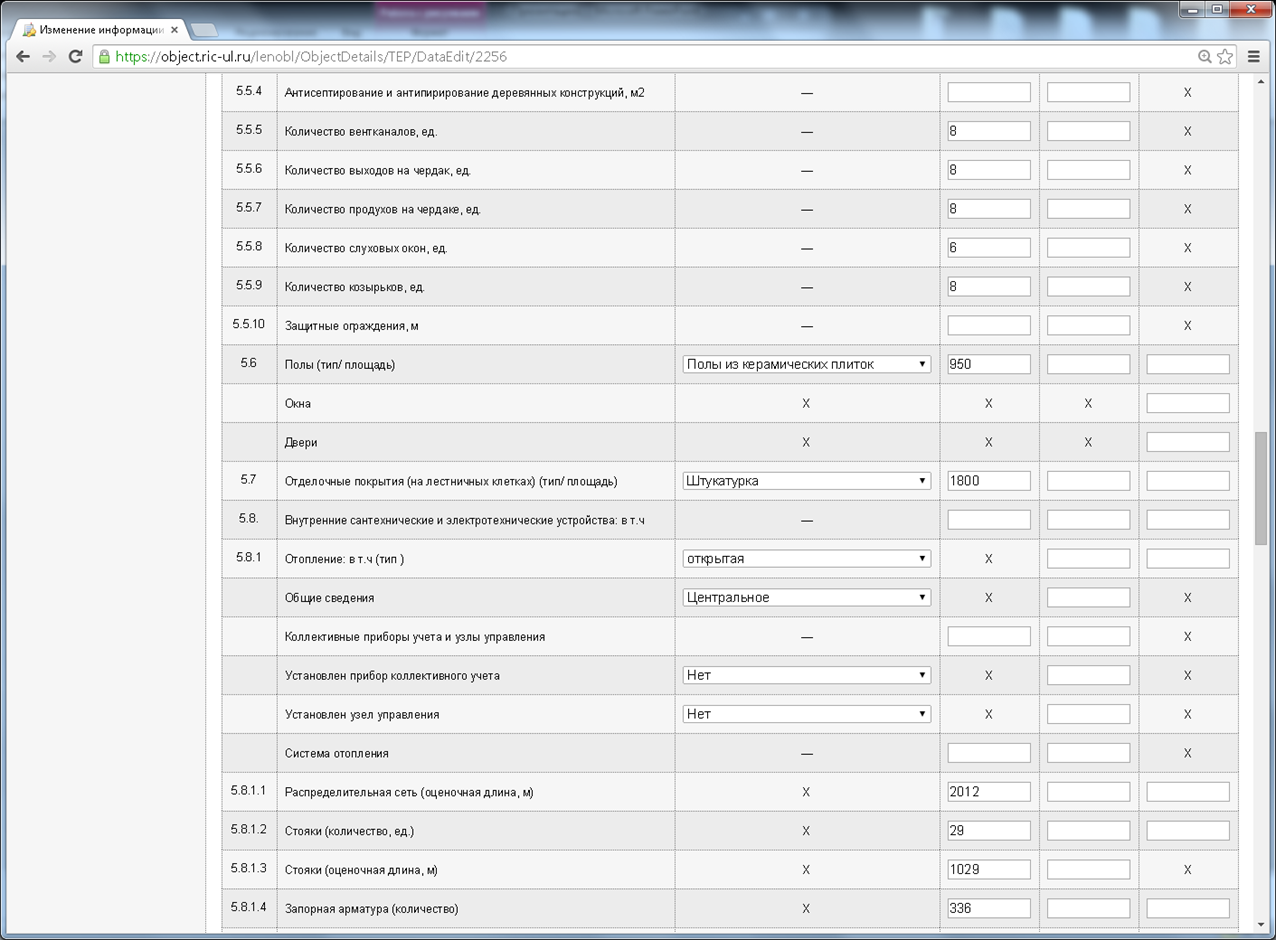 Изменение информации
https://object.ric-ul.ru/lenobl/ObjectDetails/TEP/DataEdit/2256
5.5.4 Антисептирование и антипирирование деревянных конструкций, м2 — X
5.5.5 Количество вентканалов, ед. — 8 X
5.5.6 Количество выходов на чердак, ед. — 8 X
5.5.7 Количество продухов на чердаке, ед. — 8 X
5.5.8 Количество слуховых окон, ед. — 6 X
5.5.9 Количество козырьков, ед. — 8 X
5.5.10 Защитные ограждения, м — X
5.6 Полы (тип/ площадь) Полы из керамических плиток 950
Окна X X X
Двери X X X
5.7 Отделочные покрытия (на лестничных клетках) (тип/ площадь) Штукатурка 1800
5.8. Внутренние сантехнические и электротехнические устройства: в т.ч —
5.8.1 Отопление: в т.ч (тип ) открытая X
Общие сведения Центральное X X
Коллективные приборы учета и узлы управления — X
Установлен прибор коллективного учета Нет X X
Установлен узел управления Нет X X
Система отопления — X
5.8.1.1 Распределительная сеть (оценочная длина, м) X 2012
5.8.1.2 Стояки (количество, ед.) X 29
5.8.1.3 Стояки (оценочная длина, м) X 1029 X
5.8.1.4 Запорная арматура (количество) X 336